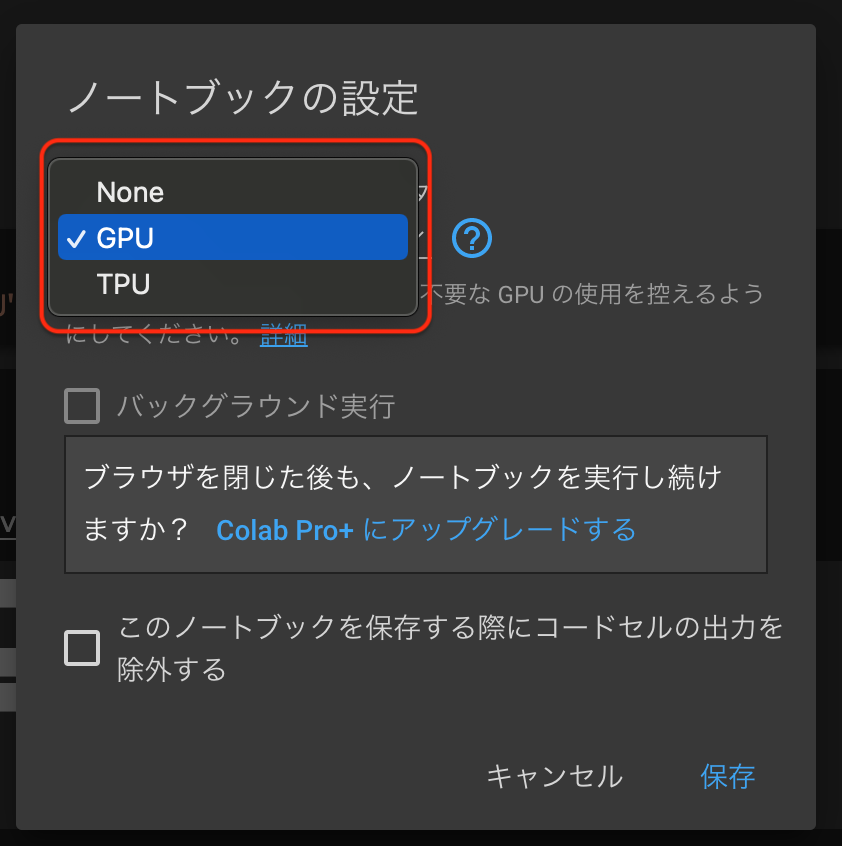 ノートブックの設定
None
GPU
TPU
不要な GPU の使用を控えるよう
にしてください。 詳細
バックグラウンド実行
ブラウザを閉じた後も、ノートブックを実行し続け
ますか？ Colab Pro+ にアップグレードする
このノートブックを保存する際にコードセルの出力を
除外する
キャンセル 保存